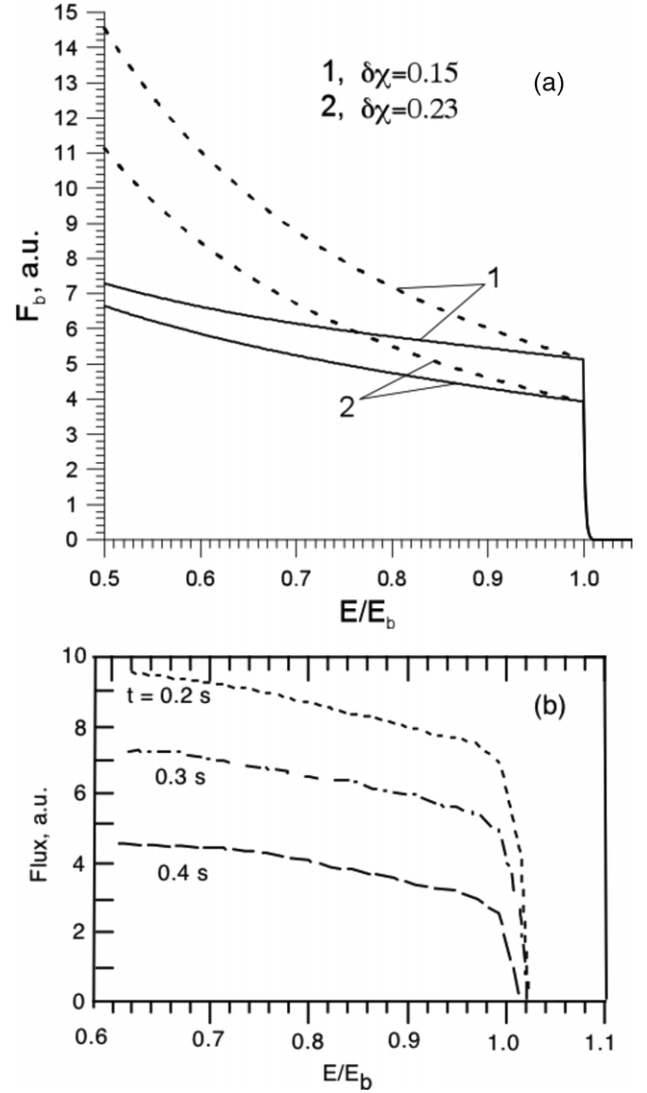 15
14
13
12
11
10
9
8
7
6
5
4
3
2
1
0
F_b, a.u.
1, δχ=0.15
2, δχ=0.23
(a)
1
2
0.5 0.6 0.7 0.8 0.9 1.0
E/E_b
10
8
6
4
2
0
Flux, a.u.
t = 0.2 s
0.3 s
0.4 s
(b)
0.6 0.7 0.8 0.9 1.0 1.1
E/E_b